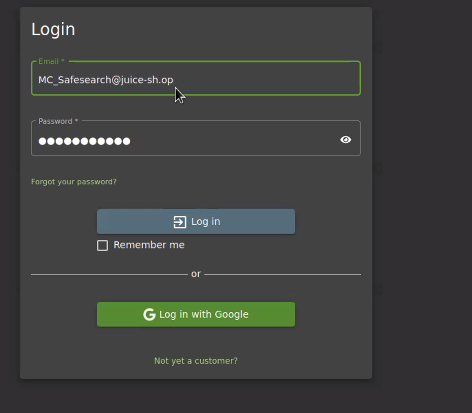 Login
Email *
MC_Safesearch@juice-sh.op
Password *
●●●●●●●●●●●
Forgot your password?
Log in
Remember me
or
Log in with Google
Not yet a customer?